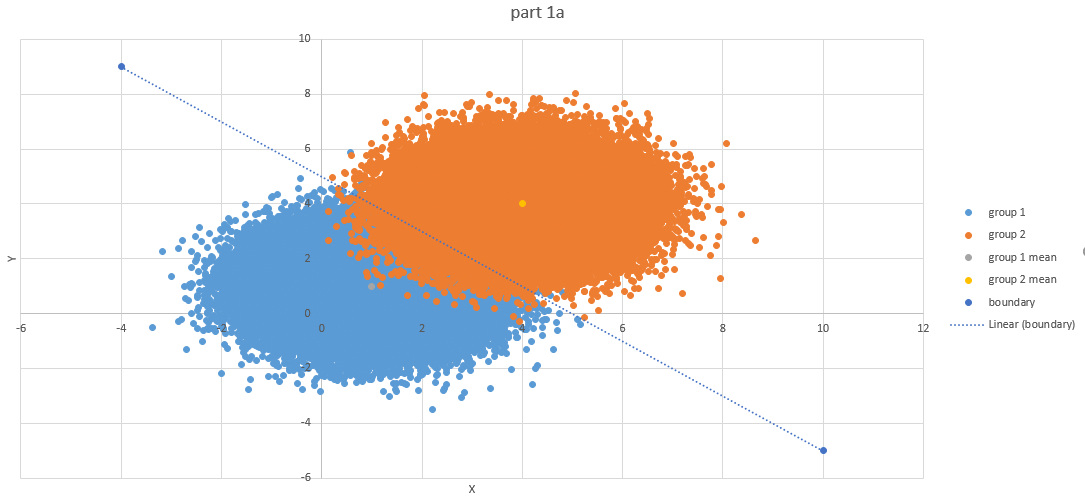 part 1a
10
8
6
4
2
0
-2
-4
-6
-6
-4
-2
0
2
4
6
8
10
12
Y
X
group 1
group 2
group 1 mean
group 2 mean
boundary
Linear (boundary)